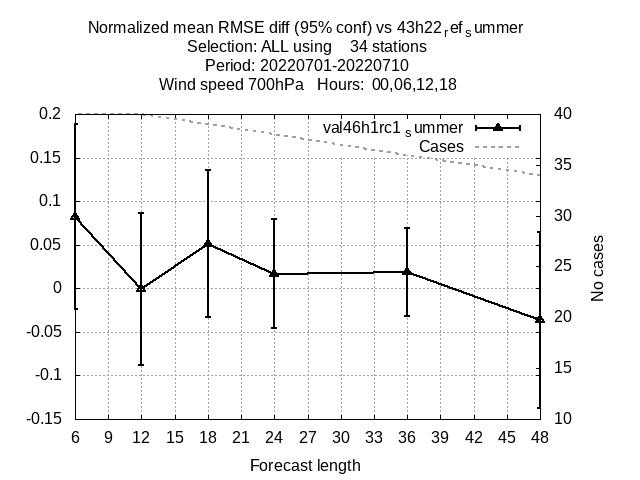 Normalized mean RMSE diff (95% conf) vs 43h22refsummer
Selection: ALL using 34 stations
Period: 20220701-20220710
Wind speed 700hPa Hours: 00,06,12,18
val46h1rc1summer
Cases
0.2
0.15
0.1
0.05
0
-0.05
-0.1
-0.15
40
35
30
25
20
15
10
No cases
6 9 12 15 18 21 24 27 30 33 36 39 42 45 48
Forecast length